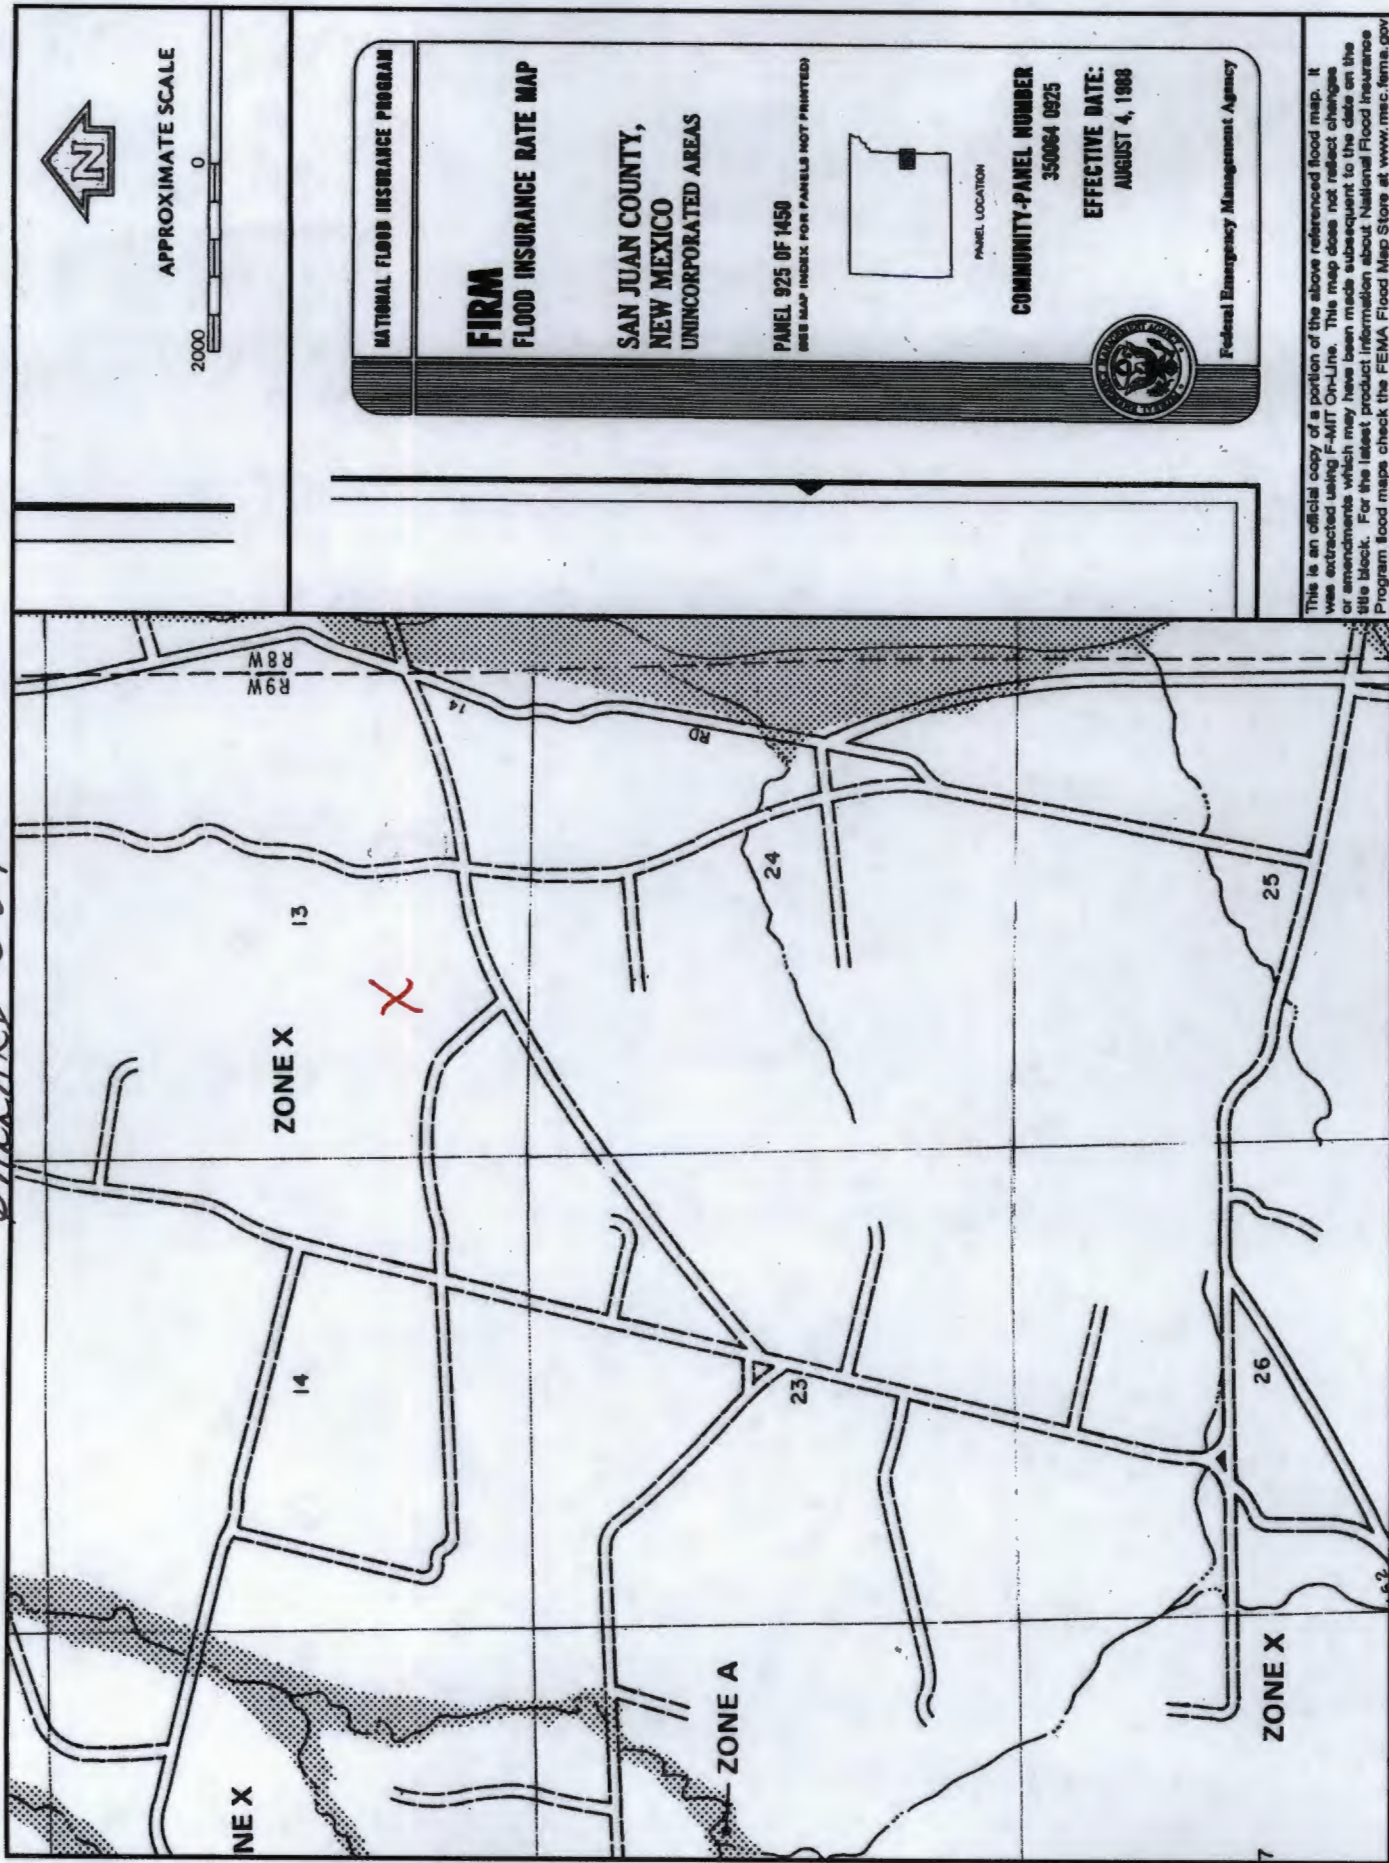 APPROXIMATE SCALE
2000 0
NATIONAL FLOOD INSURANCE PROGRAM
FIRM
FLOOD INSURANCE RATE MAP
SAN JUAN COUNTY,
NEW MEXICO
UNINCORPORATED AREAS
PANEL 925 OF 1450
(SEE MAP INDEX FOR PANELS NOT PRINTED)
PANEL LOCATION
COMMUNITY-PANEL NUMBER
350064 0925
EFFECTIVE DATE:
AUGUST 4, 1988
Federal Emergency Management Agency
This is an official copy of a portion of the above referenced flood map. It
was extracted using F-MIT On-Line. This map does not reflect changes
or amendments which may have been made subsequent to the date on the
title block. For the latest product information about National Flood Insurance
Program flood maps check the FEMA Flood Map Store at www.msc.fema.gov
N
R8W
R9W
14
RD
13
X
ZONE X
24
25
14
23
26
62
NE X
ZONE A
ZONE X
7